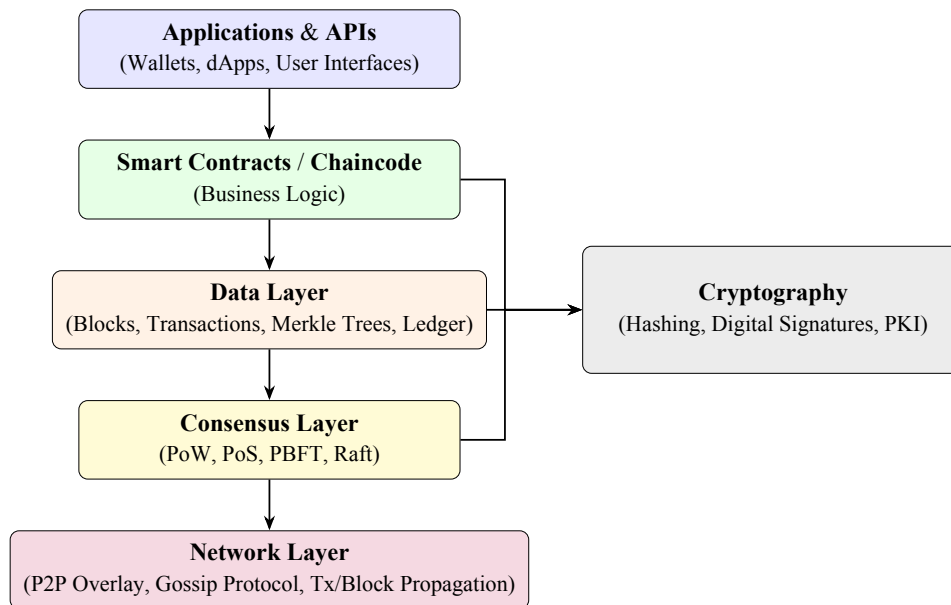 Applications & APIs
(Wallets, dApps, User Interfaces)
Smart Contracts / Chaincode
(Business Logic)
Data Layer
(Blocks, Transactions, Merkle Trees, Ledger)
Cryptography
(Hashing, Digital Signatures, PKI)
Consensus Layer
(PoW, PoS, PBFT, Raft)
Network Layer
(P2P Overlay, Gossip Protocol, Tx/Block Propagation)